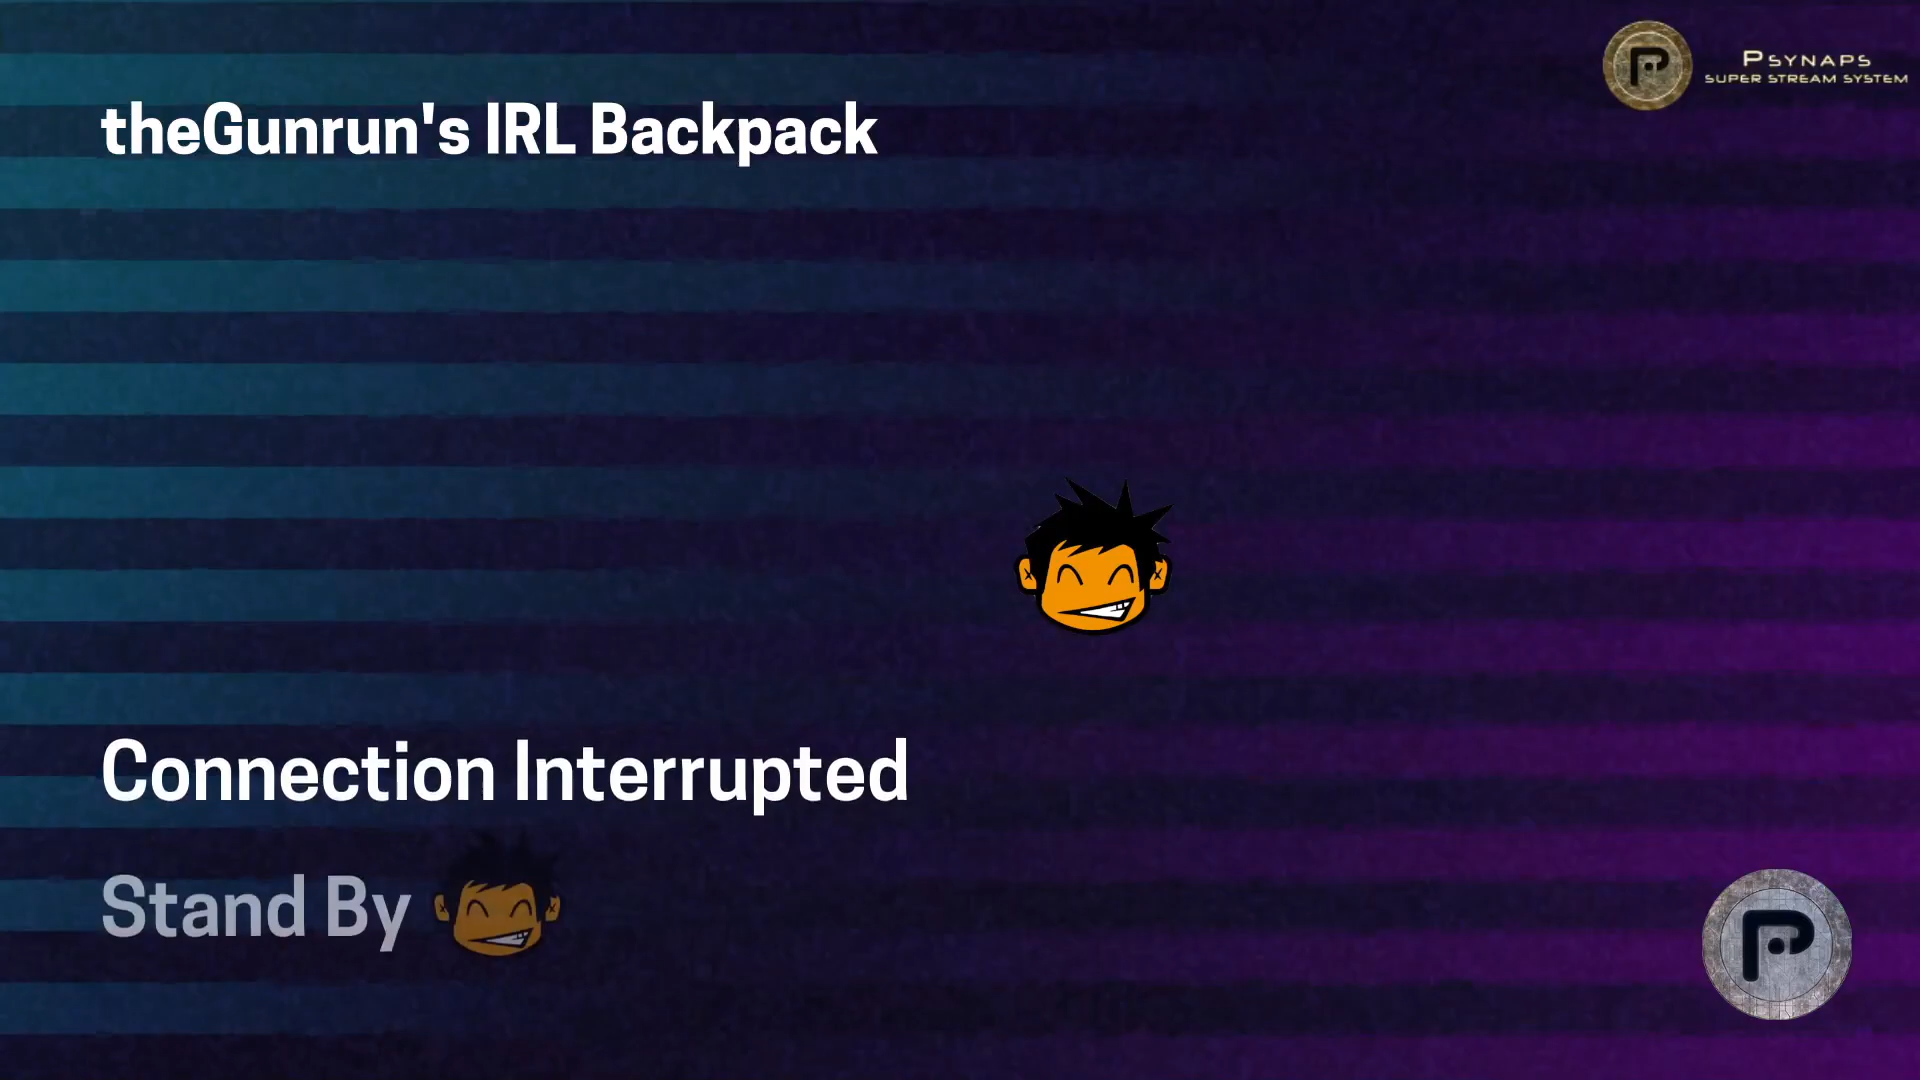 theGunrun's IRL Backpack
Psynaps
Super Stream System
Connection Interrupted
Stand By